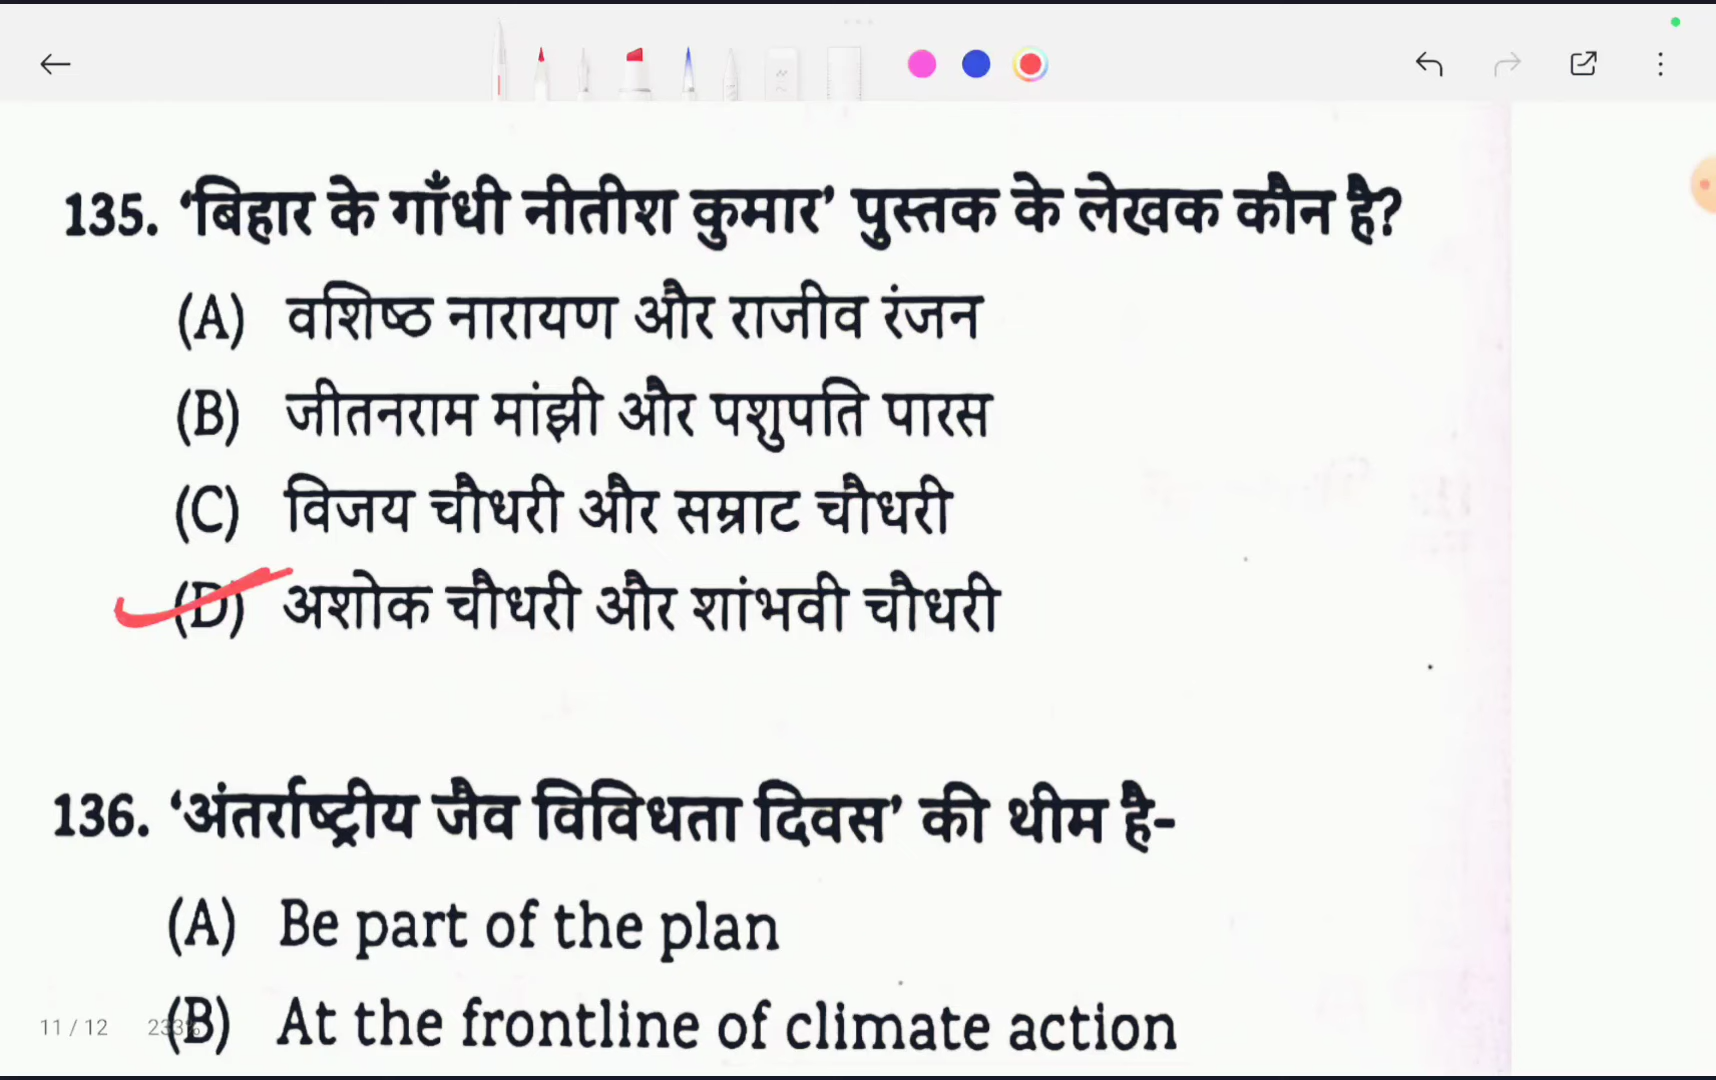 135. ‘बिहार के गाँधी नीतीश कुमार’ पुस्तक के लेखक कौन है?
(A) वशिष्ठ नारायण और राजीव रंजन
(B) जीतनराम मांझी और पशुपति पारस
(C) विजय चौधरी और सम्राट चौधरी
(D) अशोक चौधरी और शांभवी चौधरी
136. ‘अंतर्राष्ट्रीय जैव विविधता दिवस’ की थीम है-
(A) Be part of the plan
(B) At the frontline of climate action
11 / 12 233%